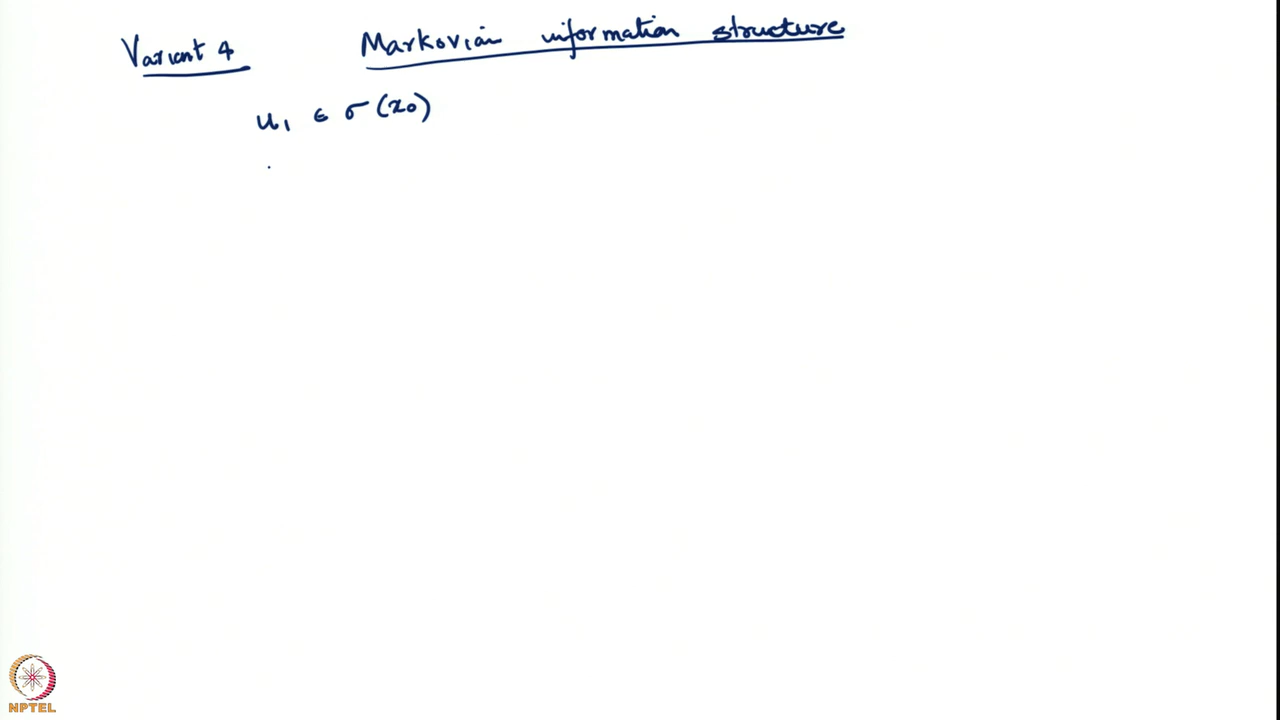 Variant 4 Markovian information structure
u₁ ∈ σ(x₀)
NPTEL